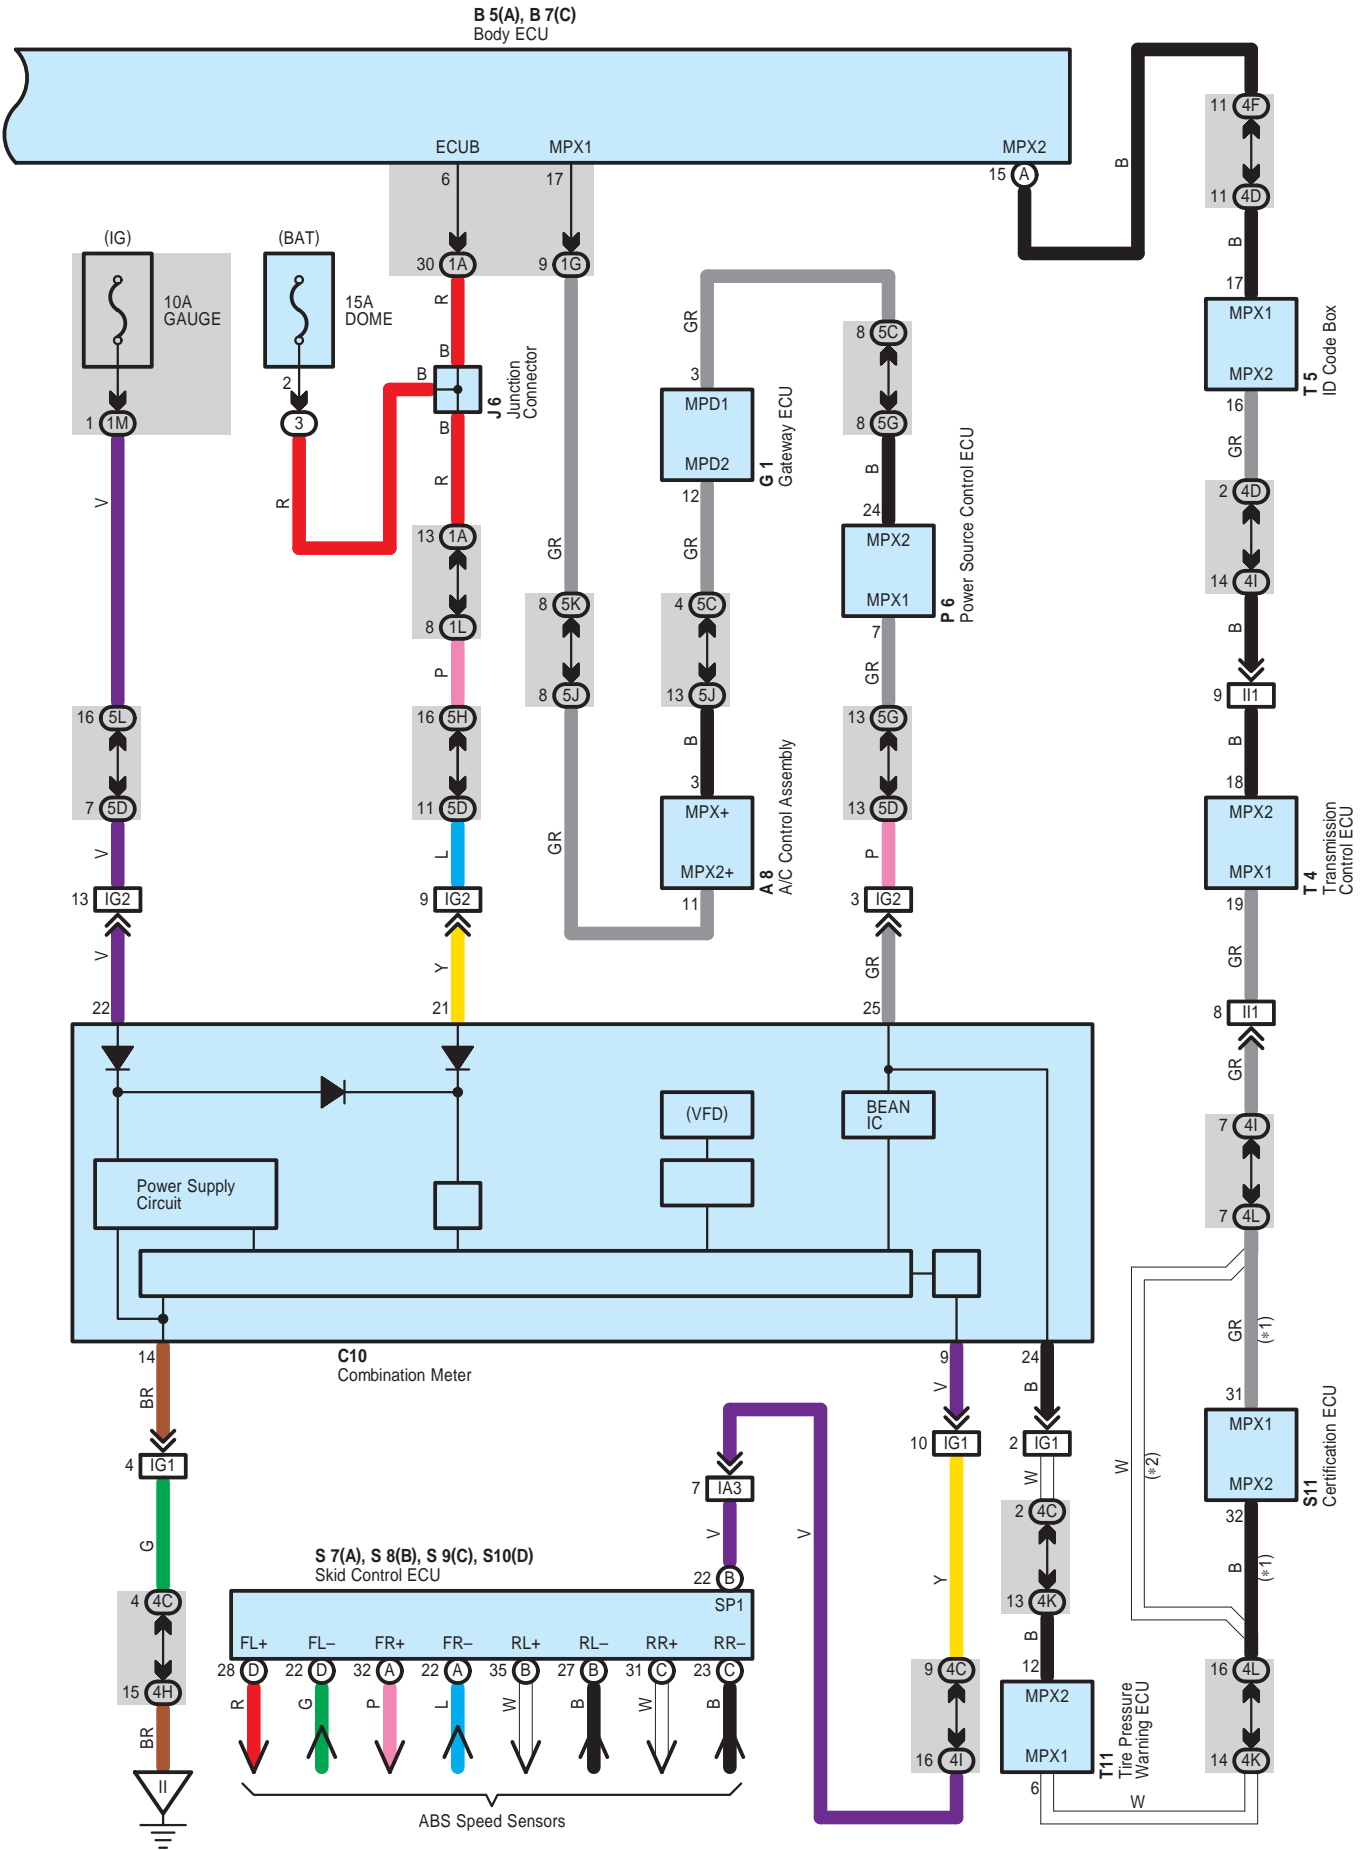 B 5(A), B 7(C)
Body ECU
ECUB
MPX1
MPX2
6
17
15 A
B
11 4F
11 4D
B
17
MPX1
MPX2
T 5
ID Code Box
16
GR
2 4D
14 4I
B
9 II1
B
18
MPX2
MPX1
T 4
Transmission
Control ECU
19
GR
8 II1
GR
7 4I
7 4L
GR
(*1)
W
(*2)
31
MPX1
MPX2
S11
Certification ECU
32
B
(*1)
16 4L
14 4K
(IG)
10A
GAUGE
1 1M
V
16 5L
7 5D
V
13 IG2
V
22
(BAT)
15A
DOME
2
3
R
30 1A
R
B
B
B
J 6
Junction
Connector
R
13 1A
8 1L
P
16 5H
11 5D
L
9 IG2
Y
21
9 1G
GR
8 5K
8 5J
GR
GR
3
MPD1
MPD2
G 1
Gateway ECU
12
GR
4 5C
13 5J
B
3
MPX+
MPX2+
A 8
A/C Control Assembly
11
8 5C
8 5G
B
24
MPX2
MPX1
P 6
Power Source Control ECU
7
GR
13 5G
13 5D
P
3 IG2
GR
25
(VFD)
BEAN
IC
Power Supply
Circuit
C10
Combination Meter
14
BR
4 IG1
G
4 4C
15 4H
BR
II
9
V
10 IG1
Y
9 4C
16 4I
V
24
B
2 IG1
W
2 4C
13 4K
B
12
MPX2
MPX1
T11
Tire Pressure
Warning ECU
6
W
7 IA3
V
22 B
S 7(A), S 8(B), S 9(C), S10(D)
Skid Control ECU
SP1
FL+ FL– FR+ FR– RL+ RL– RR+ RR–
28 D 22 D 32 A 22 A 35 B 27 B 31 C 23 C
R G P L W B W B
ABS Speed Sensors